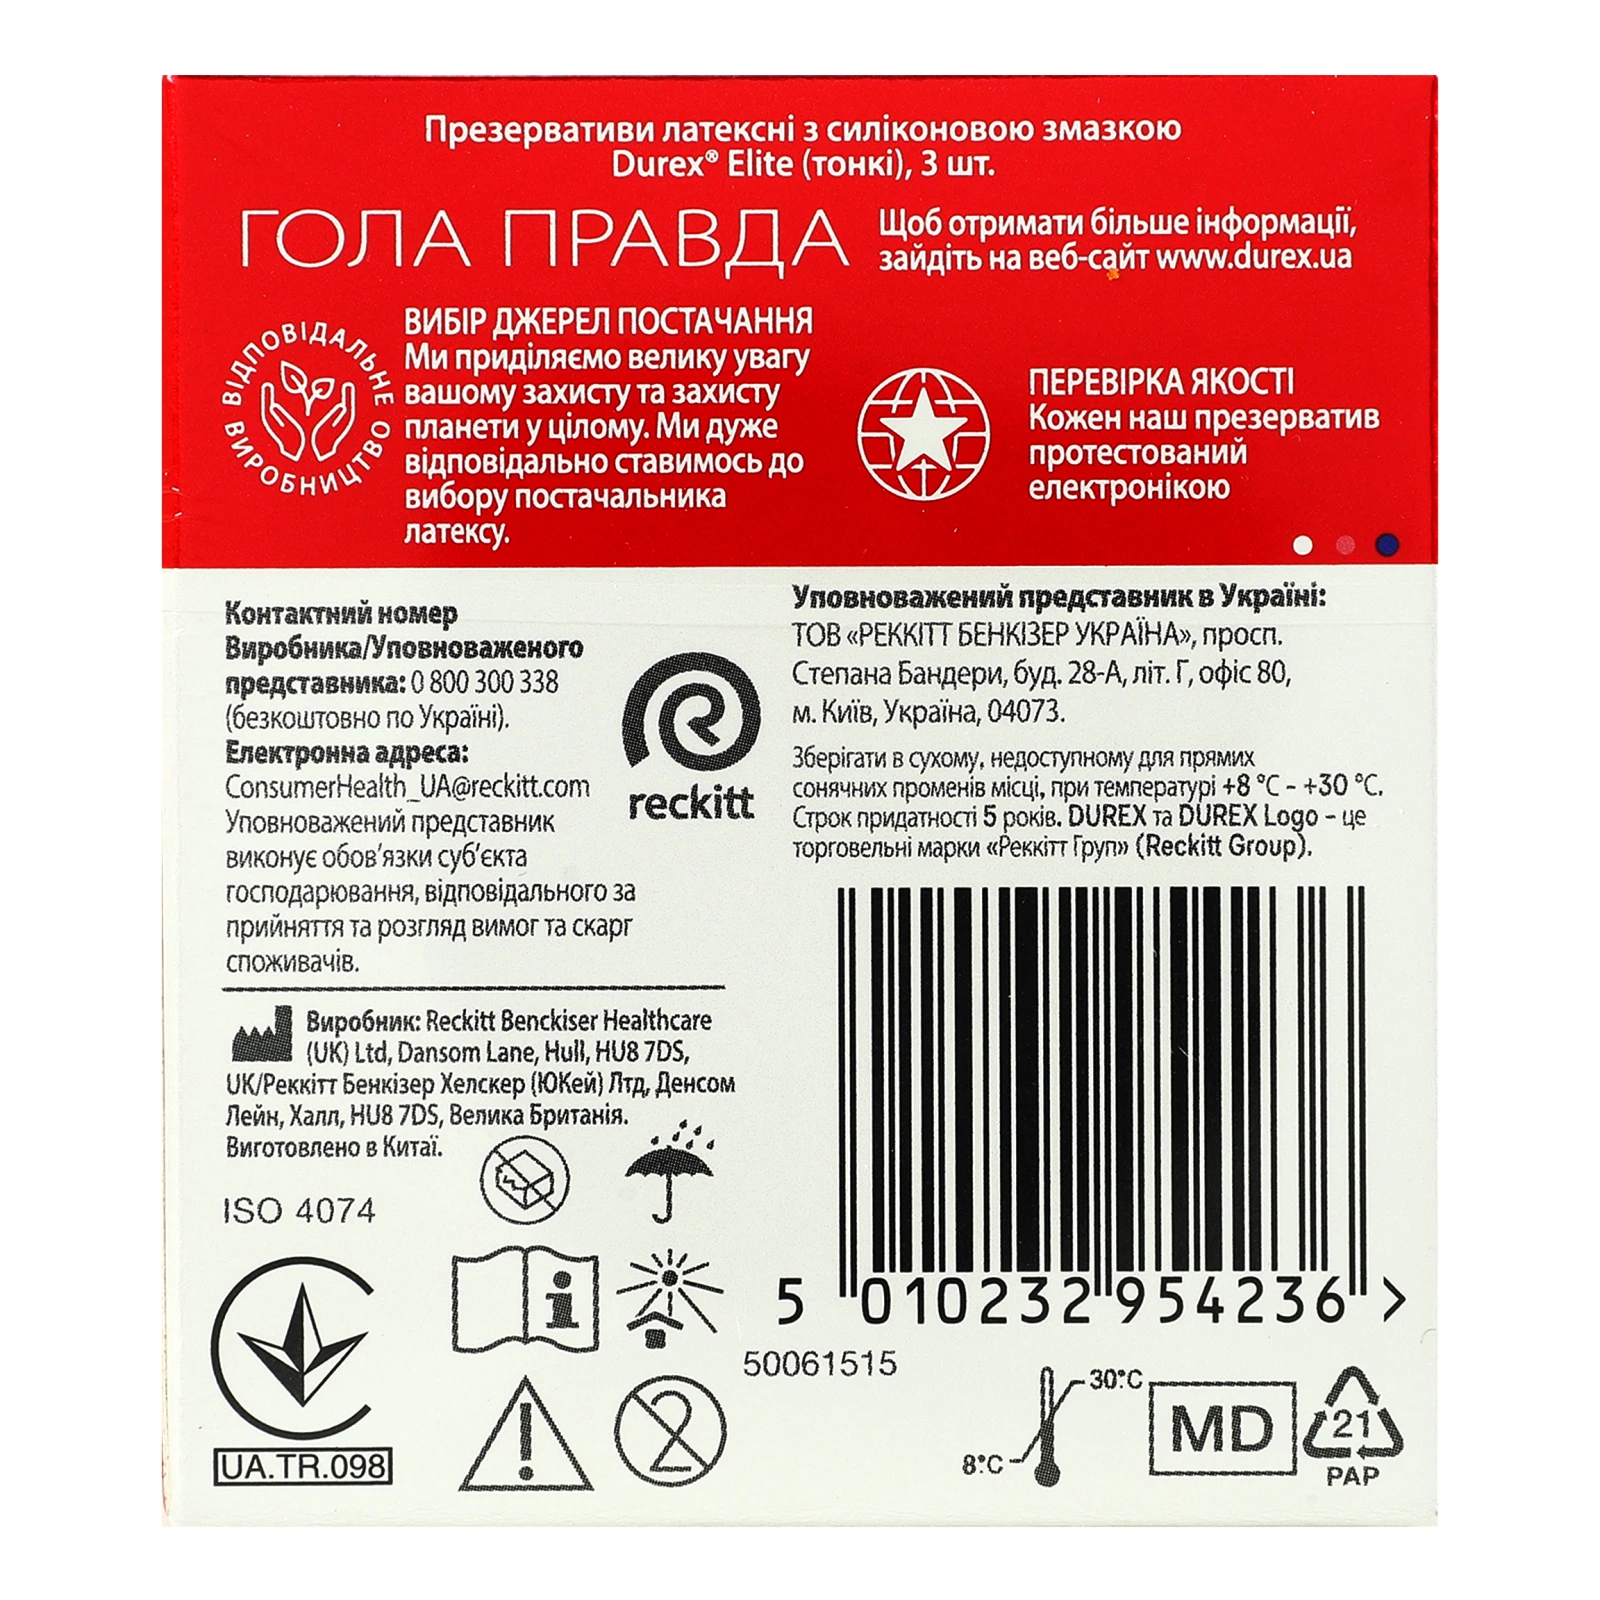 Презервативи латексні з силіконовою змазкою
Durex® Elite (тонкі), 3 шт.
ГОЛА ПРАВДА
Щоб отримати більше інформації,
зайдіть на веб-сайт www.durex.ua
ВІДПОВІДАЛЬНЕ ВИРОБНИЦТВО
ВИБІР ДЖЕРЕЛ ПОСТАЧАННЯ
Ми приділяємо велику увагу
вашому захисту та захисту
планети у цілому. Ми дуже
відповідально ставимось до
вибору постачальника
латексу.
ПЕРЕВІРКА ЯКОСТІ
Кожен наш презерватив
протестований
електронікою
Контактний номер
Виробника/Уповноваженого
представника: 0 800 300 338
(безкоштовно по Україні).
Електронна адреса:
ConsumerHealth_UA@reckitt.com
Уповноважений представник
виконує обов’язки суб’єкта
господарювання, відповідального за
прийняття та розгляд вимог та скарг
споживачів.
reckitt
Уповноважений представник в Україні:
ТОВ «РЕККІТТ БЕНКІЗЕР УКРАЇНА», просп.
Степана Бандери, буд. 28-А, літ. Г, офіс 80,
м. Київ, Україна, 04073.
Зберігати в сухому, недоступному для прямих
сонячних променів місці, при температурі +8 °C – +30 °C.
Строк придатності 5 років. DUREX та DUREX Logo – це
торговельні марки «Реккітт Груп» (Reckitt Group).
Виробник: Reckitt Benckiser Healthcare
(UK) Ltd, Dansom Lane, Hull, HU8 7DS,
UK/Реккітт Бенкізер Хелскер (ЮКей) Лтд, Денсом
Лейн, Халл, HU8 7DS, Велика Британія.
Виготовлено в Китаї.
ISO 4074
UA.TR.098
i
!
2
5 010232 954236 >
50061515
30°C
8°C
MD
21
PAP